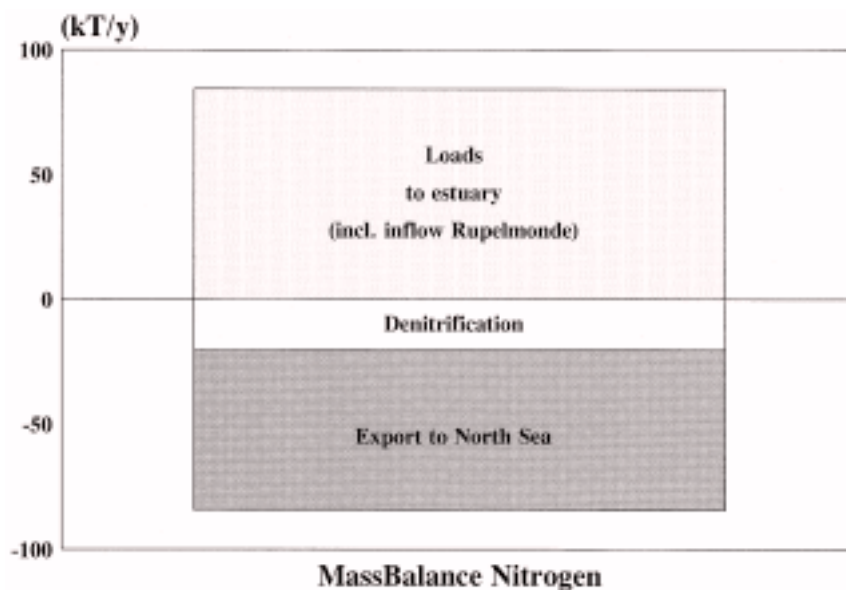 (kT/y)
100
50
0
-50
-100
Loads
to estuary
(incl. inflow Rupelmonde)
Denitrification
Export to North Sea
MassBalance Nitrogen